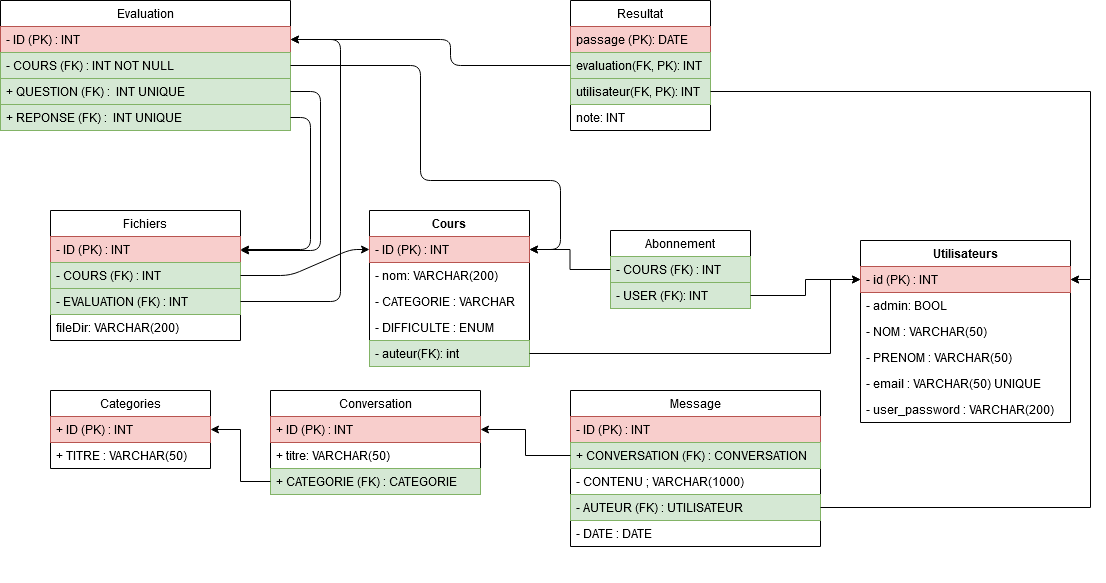 Evaluation
- ID (PK) : INT
- COURS (FK) : INT NOT NULL
+ QUESTION (FK) :  INT UNIQUE
+ REPONSE (FK) :  INT UNIQUE
Resultat
passage (PK): DATE
evaluation(FK, PK): INT
utilisateur(FK, PK): INT
note: INT
Fichiers
- ID (PK) : INT
- COURS (FK) : INT
- EVALUATION (FK) : INT
fileDir: VARCHAR(200)
Cours
- ID (PK) : INT
- nom: VARCHAR(200)
- CATEGORIE : VARCHAR
- DIFFICULTE : ENUM
- auteur(FK): int
Abonnement
- COURS (FK) : INT
- USER (FK): INT
Utilisateurs
- id (PK) : INT
- admin: BOOL
- NOM : VARCHAR(50)
- PRENOM : VARCHAR(50)
- email : VARCHAR(50) UNIQUE
- user_password : VARCHAR(200)
Categories
+ ID (PK) : INT
+ TITRE : VARCHAR(50)
Conversation
+ ID (PK) : INT
+ titre: VARCHAR(50)
+ CATEGORIE (FK) : CATEGORIE
Message
- ID (PK) : INT
+ CONVERSATION (FK) : CONVERSATION
- CONTENU ; VARCHAR(1000)
- AUTEUR (FK) : UTILISATEUR
- DATE : DATE